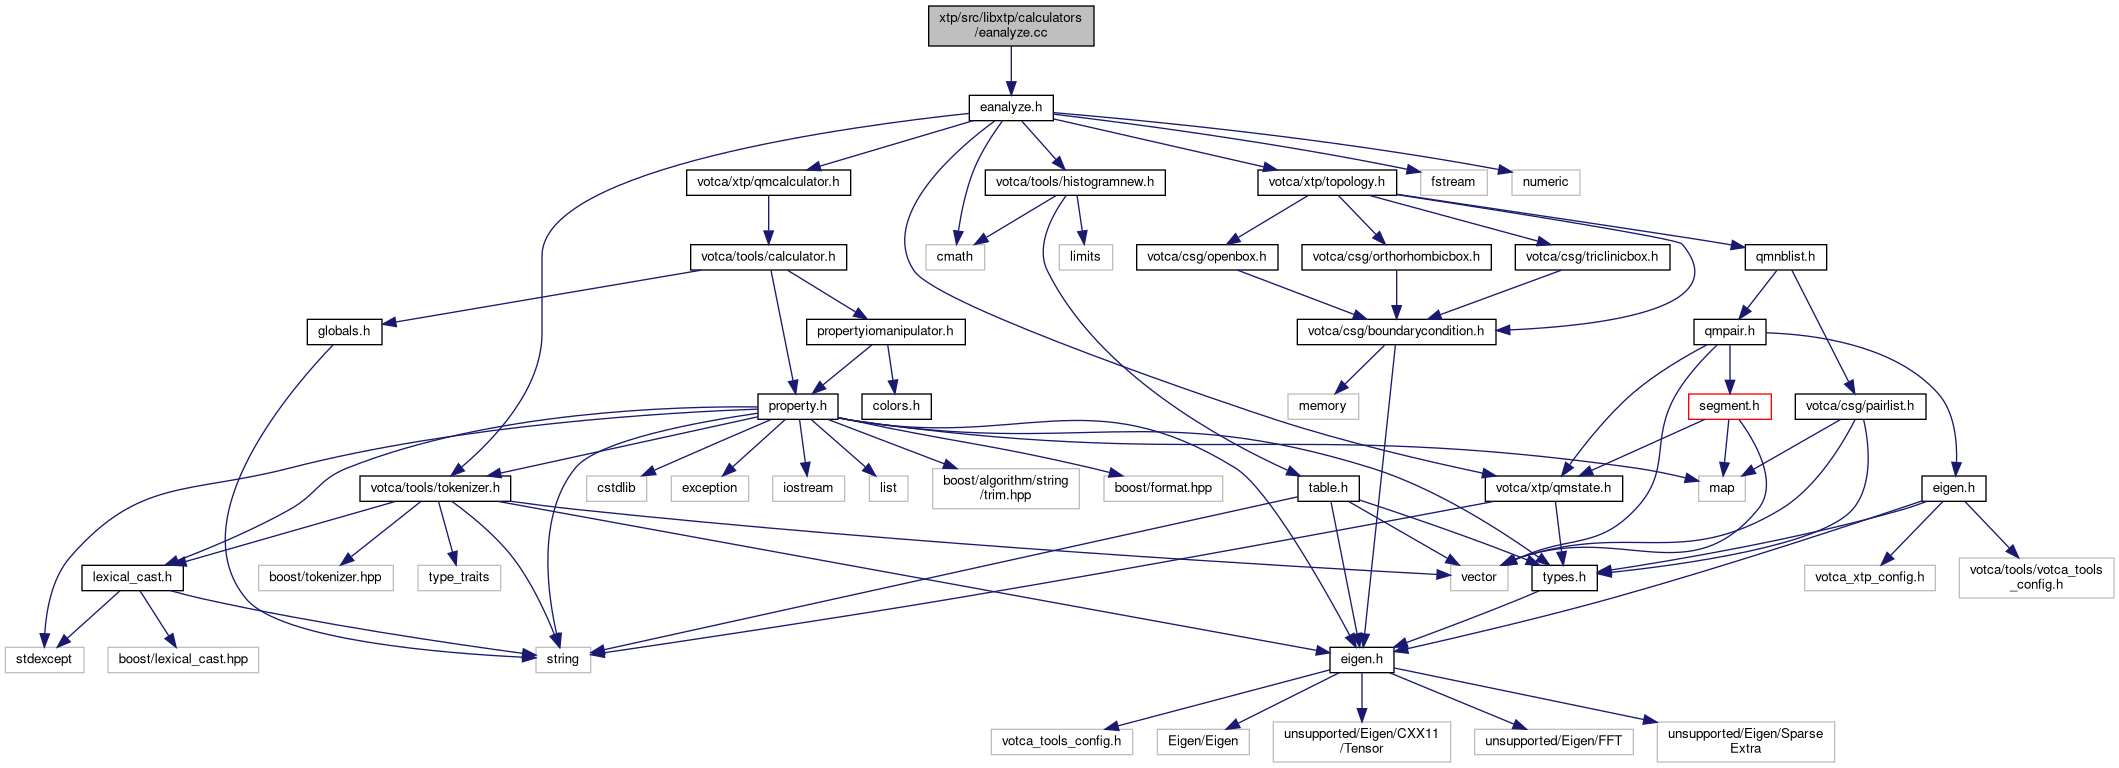 xtp/src/libxtp/calculators
/eanalyze.cc
eanalyze.h
votca/xtp/qmcalculator.h
votca/tools/histogramnew.h
votca/xtp/topology.h
fstream
numeric
votca/tools/calculator.h
cmath
limits
votca/csg/openbox.h
votca/csg/orthorhombicbox.h
votca/csg/triclinicbox.h
qmnblist.h
globals.h
propertyiomanipulator.h
votca/csg/boundarycondition.h
qmpair.h
property.h
colors.h
memory
segment.h
votca/csg/pairlist.h
votca/tools/tokenizer.h
cstdlib
exception
iostream
list
boost/algorithm/string
/trim.hpp
boost/format.hpp
table.h
votca/xtp/qmstate.h
map
eigen.h
lexical_cast.h
boost/tokenizer.hpp
type_traits
vector
types.h
votca_xtp_config.h
votca/tools/votca_tools
_config.h
stdexcept
boost/lexical_cast.hpp
string
eigen.h
votca_tools_config.h
Eigen/Eigen
unsupported/Eigen/CXX11
/Tensor
unsupported/Eigen/FFT
unsupported/Eigen/Sparse
Extra